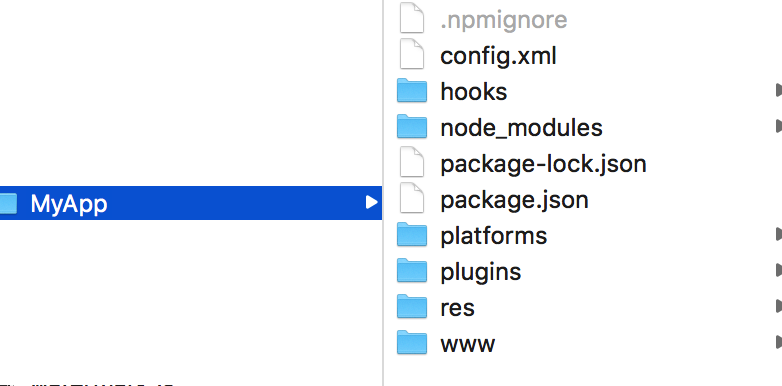 .npmignore
config.xml
hooks
node_modules
package-lock.json
MyApp
package.json
platforms
plugins
res
www